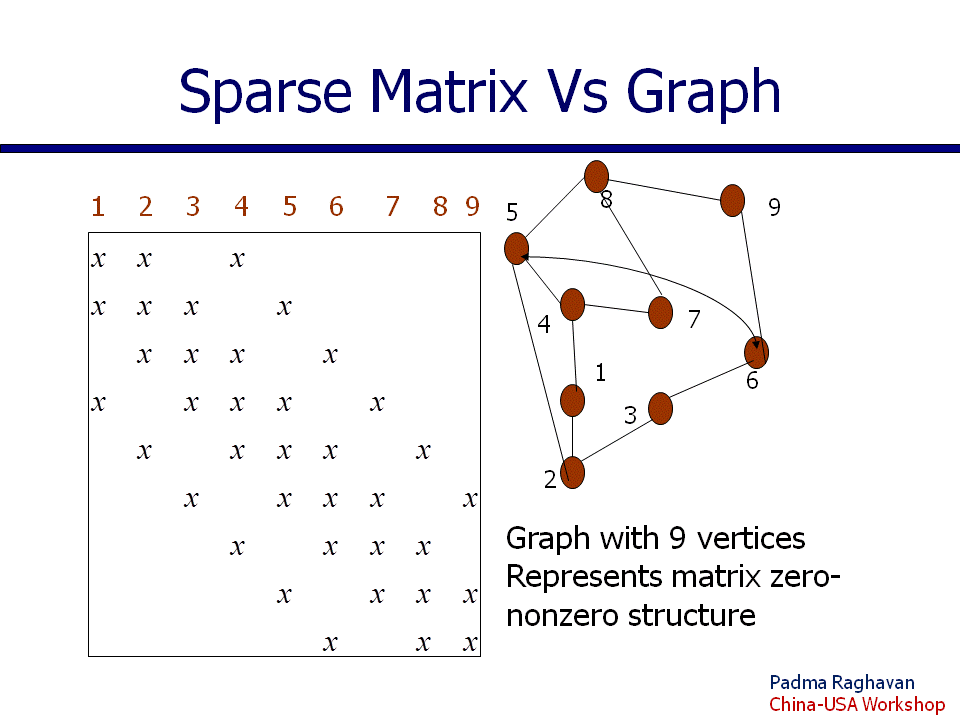 Sparse Matrix Vs Graph
1 2 3 4 5 6 7 8 9
x x x
x x x x
x x x x
x x x x x
x x x x x
x x x x x
x x x x
x x x x
x x x
8
5
9
4
7
1
6
3
2
Graph with 9 vertices
Represents matrix zero-
nonzero structure
Padma Raghavan
China-USA Workshop